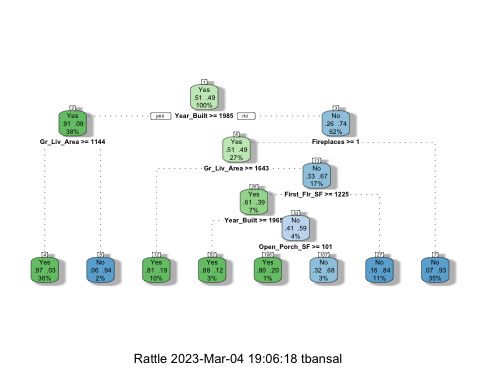 1
Yes
.51 .49
100%
yes Year_Built >= 1985 no
2
Yes
.91 .09
38%
Gr_Liv_Area >= 1144
3
No
.26 .74
62%
Fireplaces >= 1
6
Yes
.51 .49
27%
Gr_Liv_Area >= 1643
13
No
.33 .67
17%
First_Flr_SF >= 1225
26
Yes
.61 .39
7%
Year_Built >= 1965
53
No
.41 .59
4%
Open_Porch_SF >= 101
4
Yes
.97 .03
36%
5
No
.06 .94
2%
12
Yes
.81 .19
10%
52
Yes
.88 .12
3%
106
Yes
.80 .20
1%
107
No
.32 .68
3%
27
No
.16 .84
11%
7
No
.07 .93
35%
Rattle 2023-Mar-04 19:06:18 tbansal